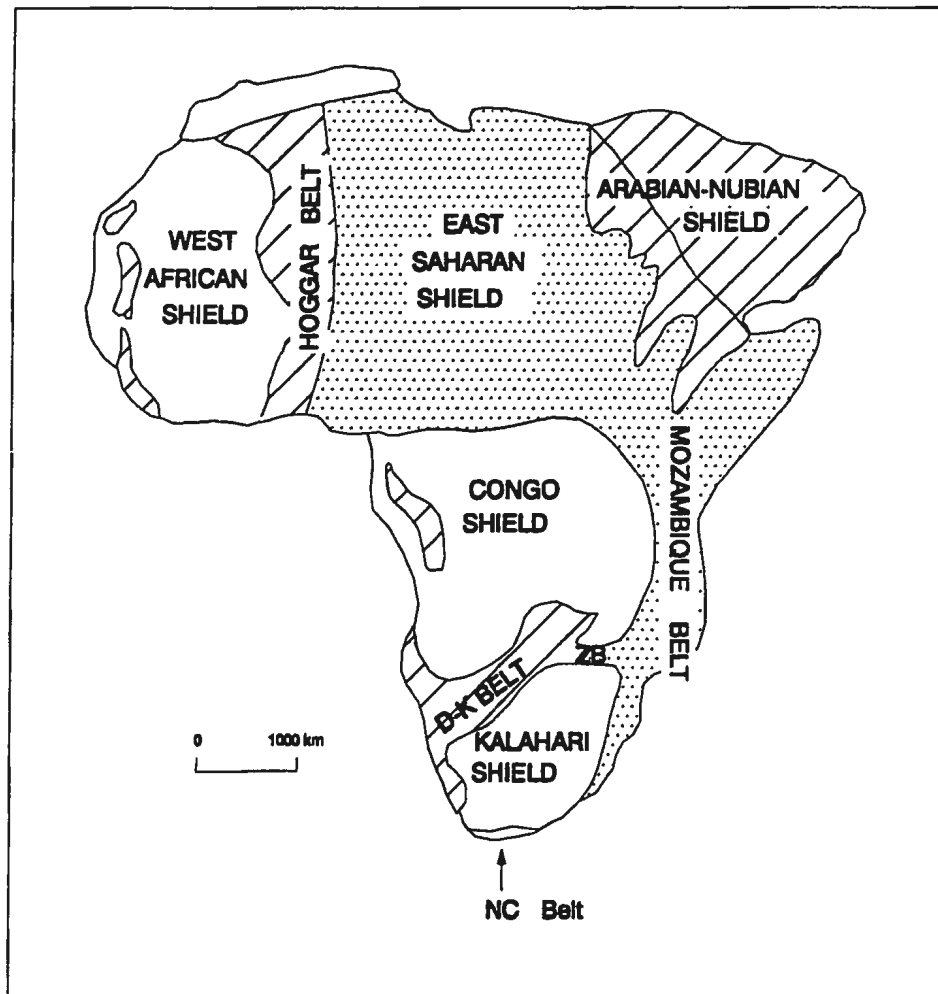 WEST
AFRICAN
SHIELD
HOGGAR BELT
EAST
SAHARAN
SHIELD
ARABIAN-NUBIAN
SHIELD
CONGO
SHIELD
MOZAMBIQUE BELT
ZB
D-K BELT
KALAHARI
SHIELD
0 1000 km
NC Belt